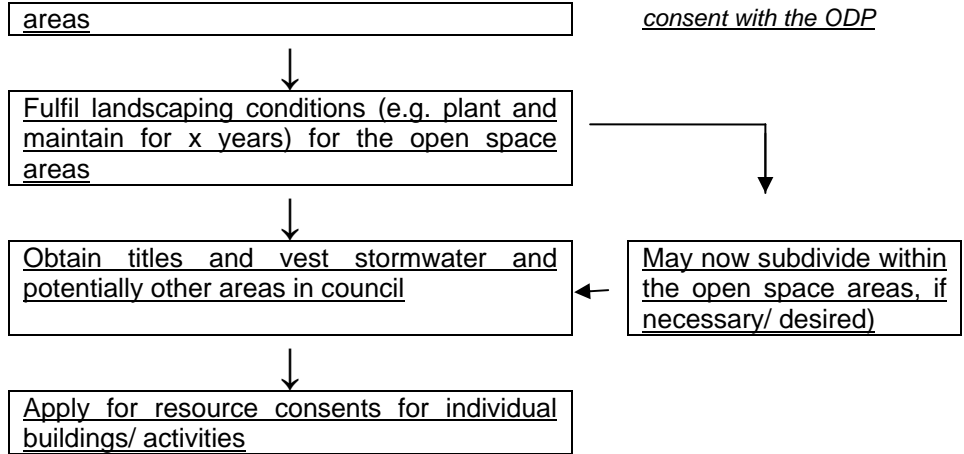 areas
consent with the ODP
Fulfil landscaping conditions (e.g. plant and
maintain for x years) for the open space
areas
Obtain titles and vest stormwater and
potentially other areas in council
May now subdivide within
the open space areas, if
necessary/ desired)
Apply for resource consents for individual
buildings/ activities